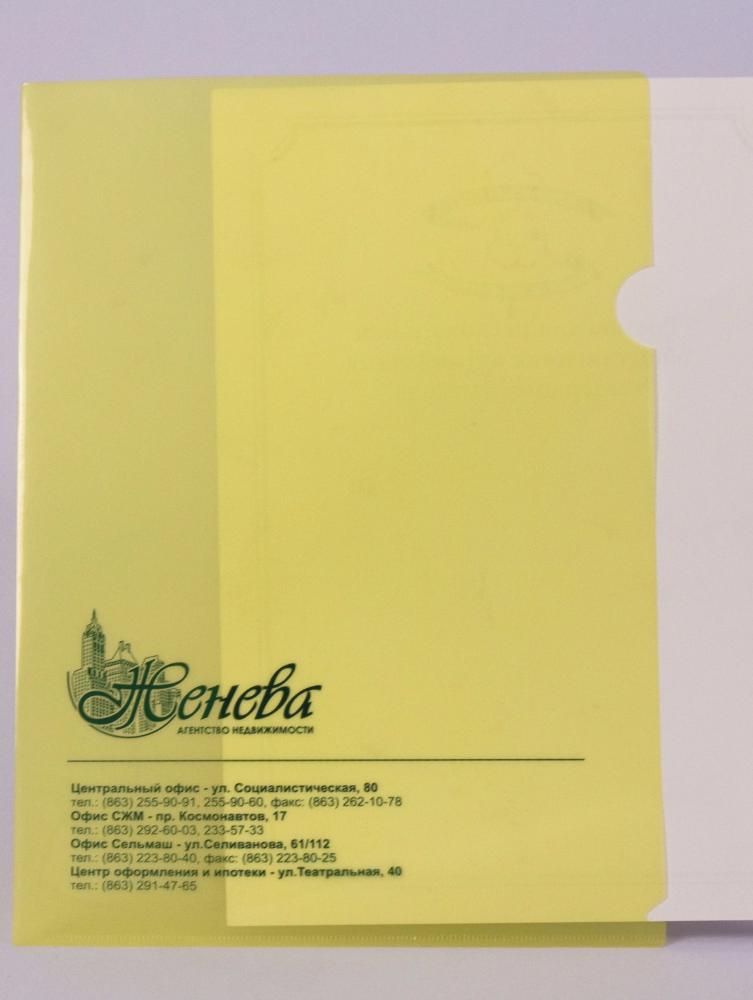 Женева
АГЕНТСТВО НЕДВИЖИМОСТИ
Центральный офис - ул. Социалистическая, 80
тел.: (863) 255-90-91, 255-90-60, факс: (863) 262-10-78
Офис СЖМ - пр. Космонавтов, 17
тел.: (863) 292-60-03, 233-57-33
Офис Сельмаш - ул.Селиванова, 61/112
тел.: (863) 223-80-40, факс: (863) 223-80-25
Центр оформления и ипотеки - ул.Театральная, 40
тел.: (863) 291-47-65